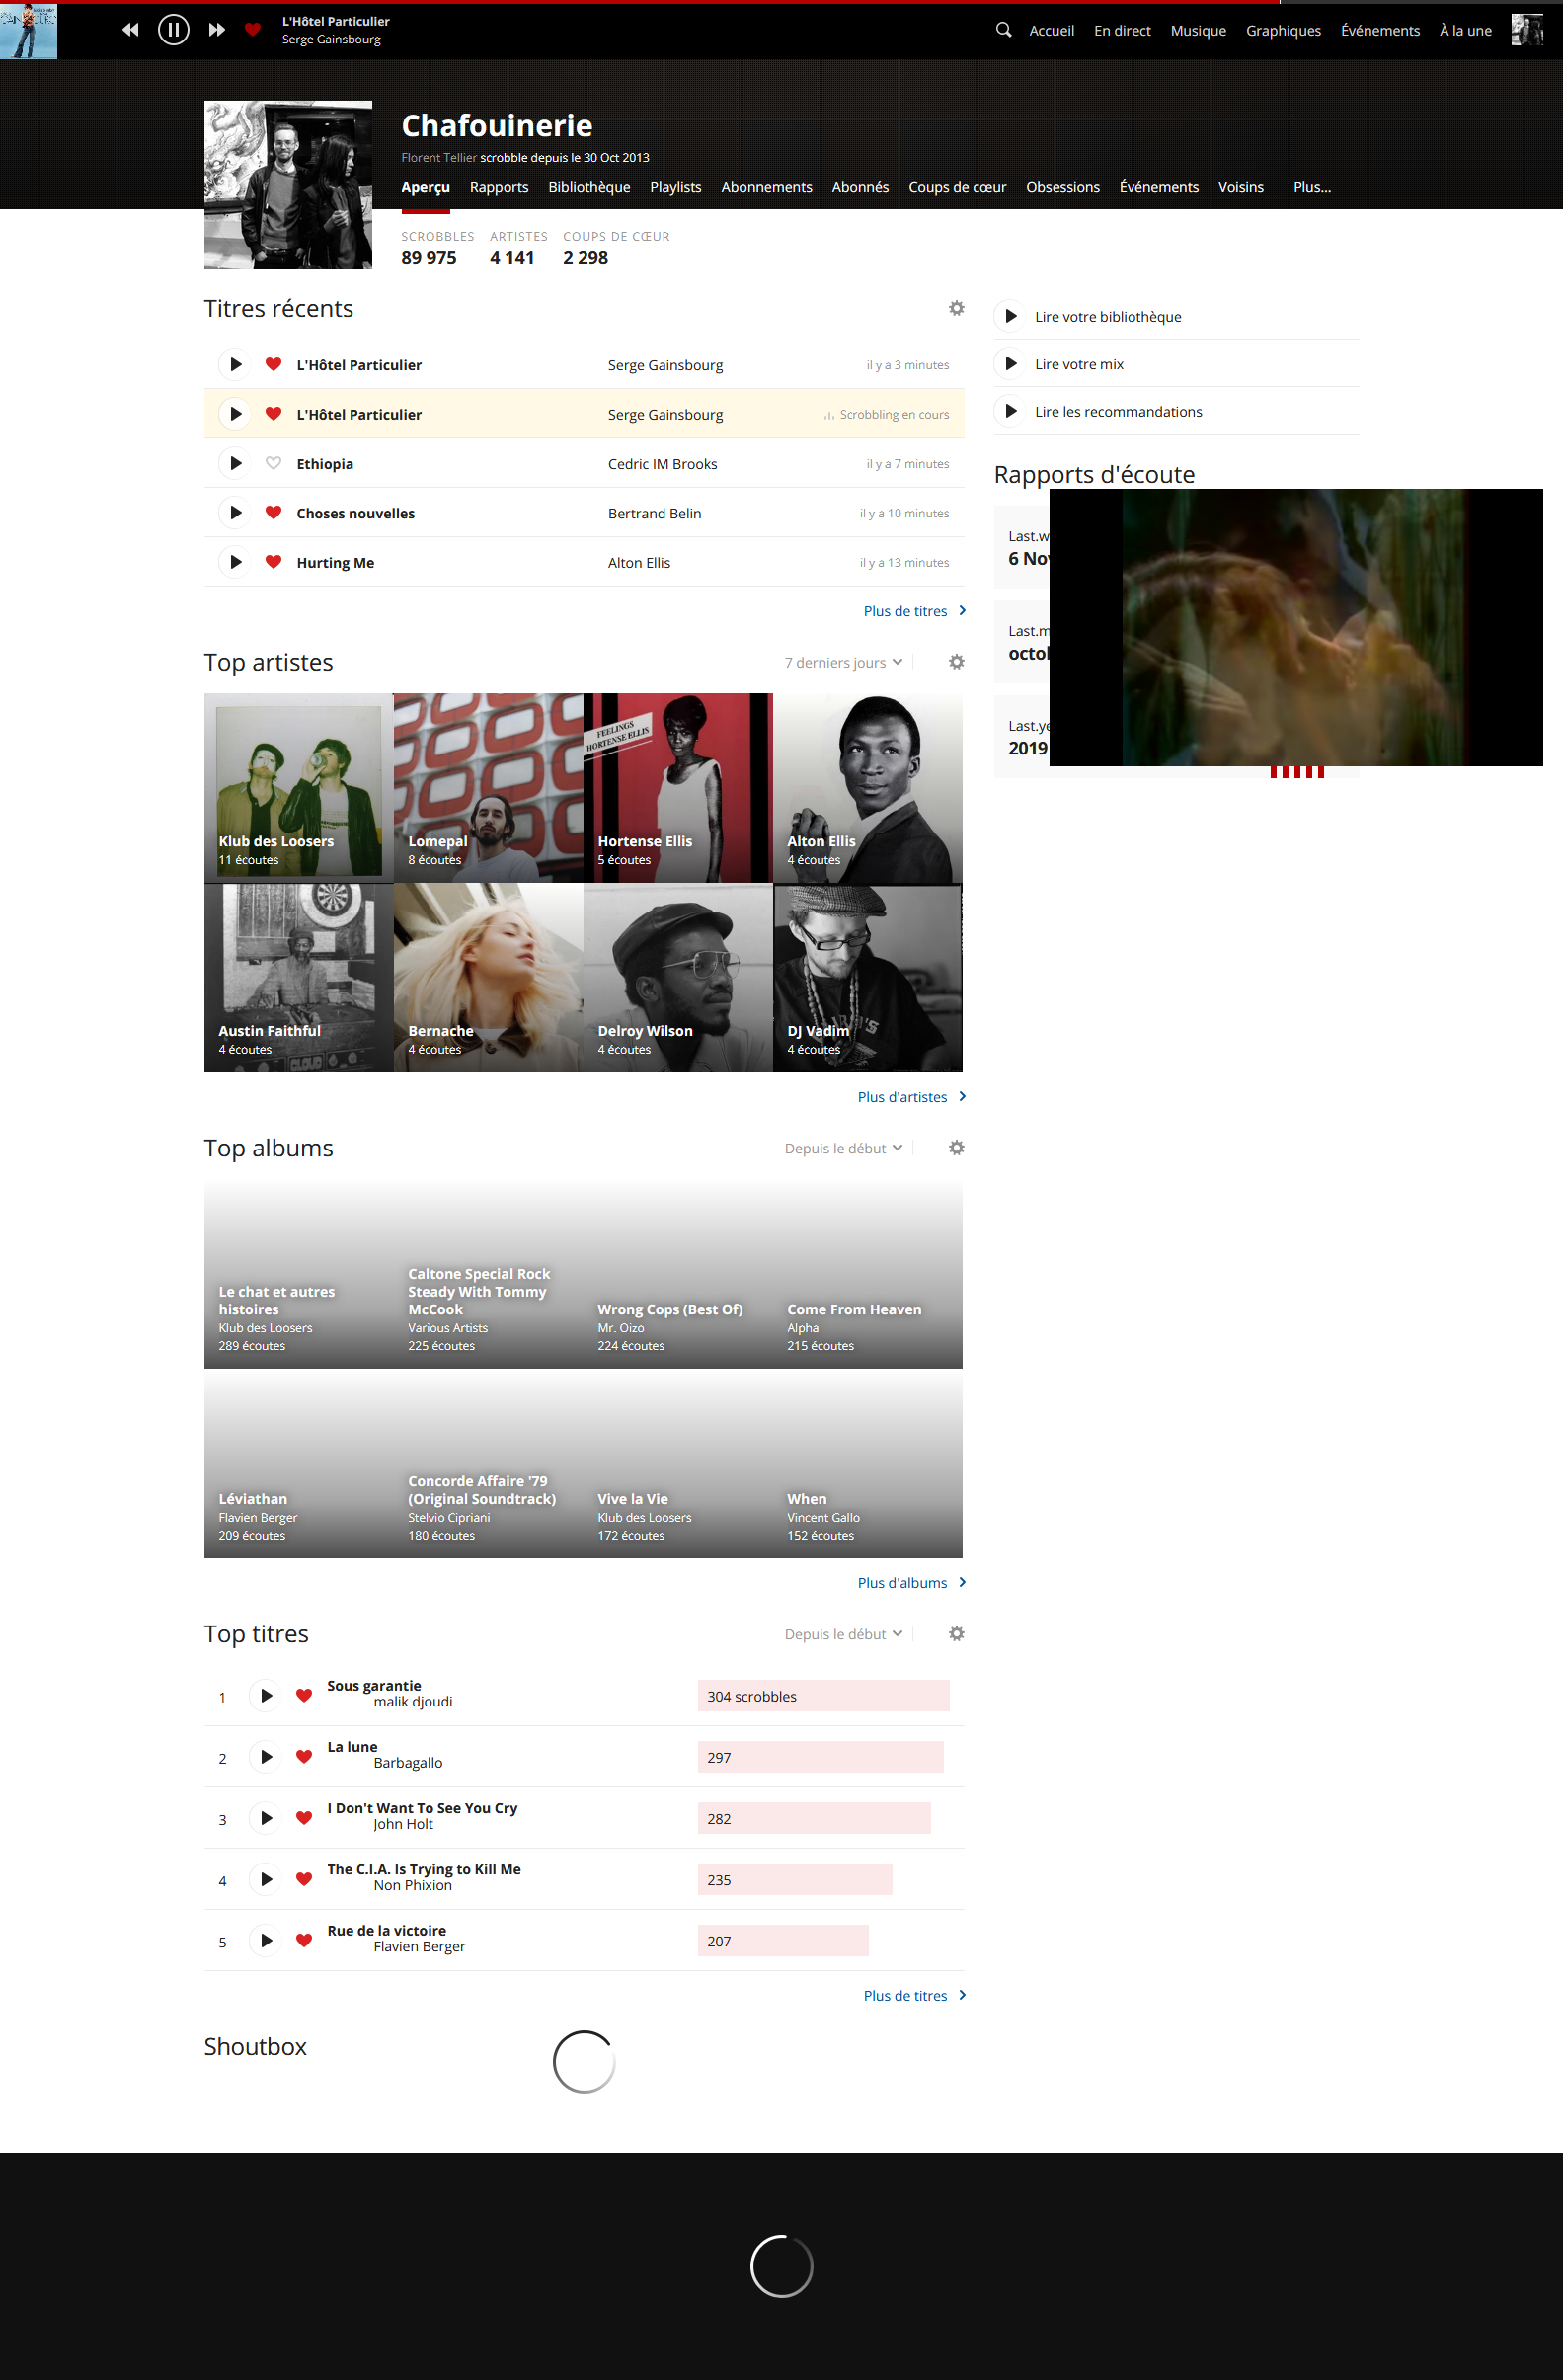 L'Hôtel Particulier
Serge Gainsbourg
Accueil En direct Musique Graphiques Événements À la une
Chafouinerie
Florent Tellier scrobble depuis le 30 Oct 2013
Aperçu Rapports Bibliothèque Playlists Abonnements Abonnés Coups de cœur Obsessions Événements Voisins Plus...
SCROBBLES ARTISTES COUPS DE CŒUR
89 975 4 141 2 298
Titres récents
L'Hôtel Particulier Serge Gainsbourg il y a 3 minutes
L'Hôtel Particulier Serge Gainsbourg Scrobbling en cours
Ethiopia Cedric IM Brooks il y a 7 minutes
Choses nouvelles Bertrand Belin il y a 10 minutes
Hurting Me Alton Ellis il y a 13 minutes
Plus de titres
Lire votre bibliothèque
Lire votre mix
Lire les recommandations
Rapports d'écoute
Last.w
6 Nov
Last.m
octo
Last.ye
2019
Top artistes 7 derniers jours
FEELINGS
HORTENSE ELLIS
Klub des Loosers Lomepal Hortense Ellis Alton Ellis
11 écoutes 8 écoutes 5 écoutes 4 écoutes
Austin Faithful Bernache Delroy Wilson DJ Vadim
4 écoutes 4 écoutes 4 écoutes 4 écoutes
Plus d'artistes
Top albums Depuis le début
Le chat et autres
histoires
Klub des Loosers
289 écoutes
Caltone Special Rock
Steady With Tommy
McCook
Various Artists
225 écoutes
Wrong Cops (Best Of)
Mr. Oizo
224 écoutes
Come From Heaven
Alpha
215 écoutes
Léviathan
Flavien Berger
209 écoutes
Concorde Affaire '79
(Original Soundtrack)
Stelvio Cipriani
180 écoutes
Vive la Vie
Klub des Loosers
172 écoutes
When
Vincent Gallo
152 écoutes
Plus d'albums
Top titres Depuis le début
1 Sous garantie
malik djoudi
304 scrobbles
2 La lune
Barbagallo
297
3 I Don't Want To See You Cry
John Holt
282
4 The C.I.A. Is Trying to Kill Me
Non Phixion
235
5 Rue de la victoire
Flavien Berger
207
Plus de titres
Shoutbox